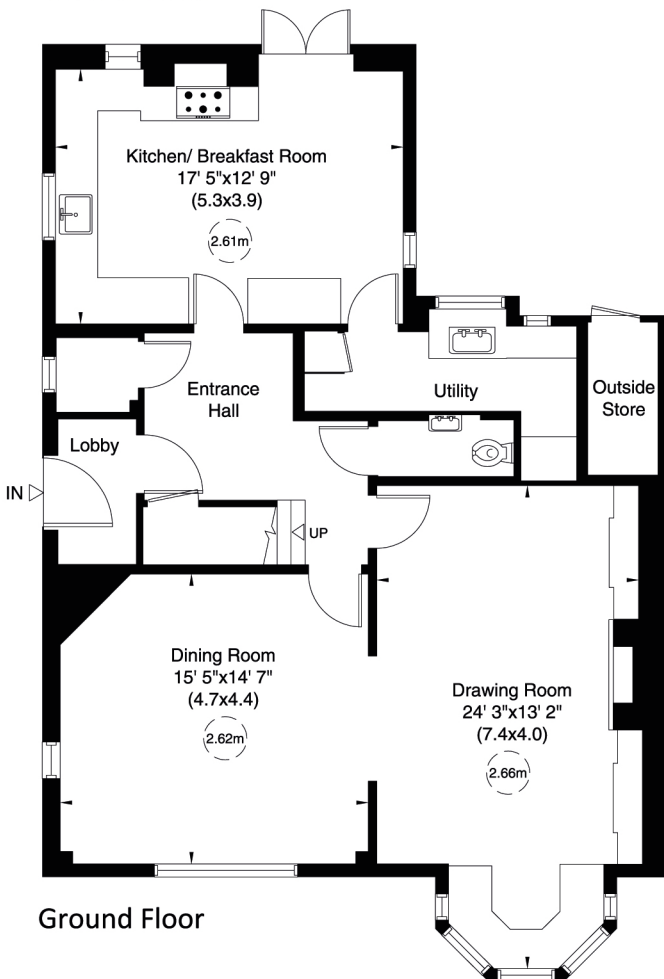 Kitchen/ Breakfast Room
17' 5"x12' 9"
(5.3x3.9)
2.61m
Entrance
Hall
Utility
Outside
Store
Lobby
IN
UP
Dining Room
15' 5"x14' 7"
(4.7x4.4)
2.62m
Drawing Room
24' 3"x13' 2"
(7.4x4.0)
2.66m
Ground Floor